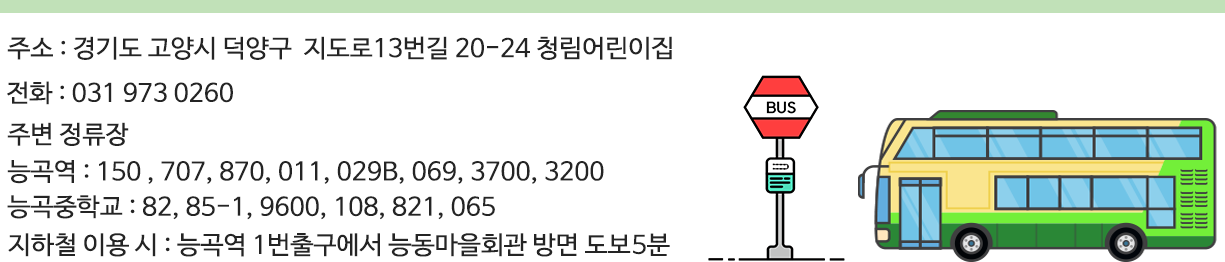 주소 : 경기도 고양시 덕양구  지도로13번길 20-24 청림어린이집
전화 : 031 973 0260
BUS
주변 정류장
능곡역 : 150 , 707, 870, 011, 029B, 069, 3700, 3200
능곡중학교 : 82, 85-1, 9600, 108, 821, 065
지하철 이용 시 : 능곡역 1번출구에서 능동마을회관 방면 도보5분